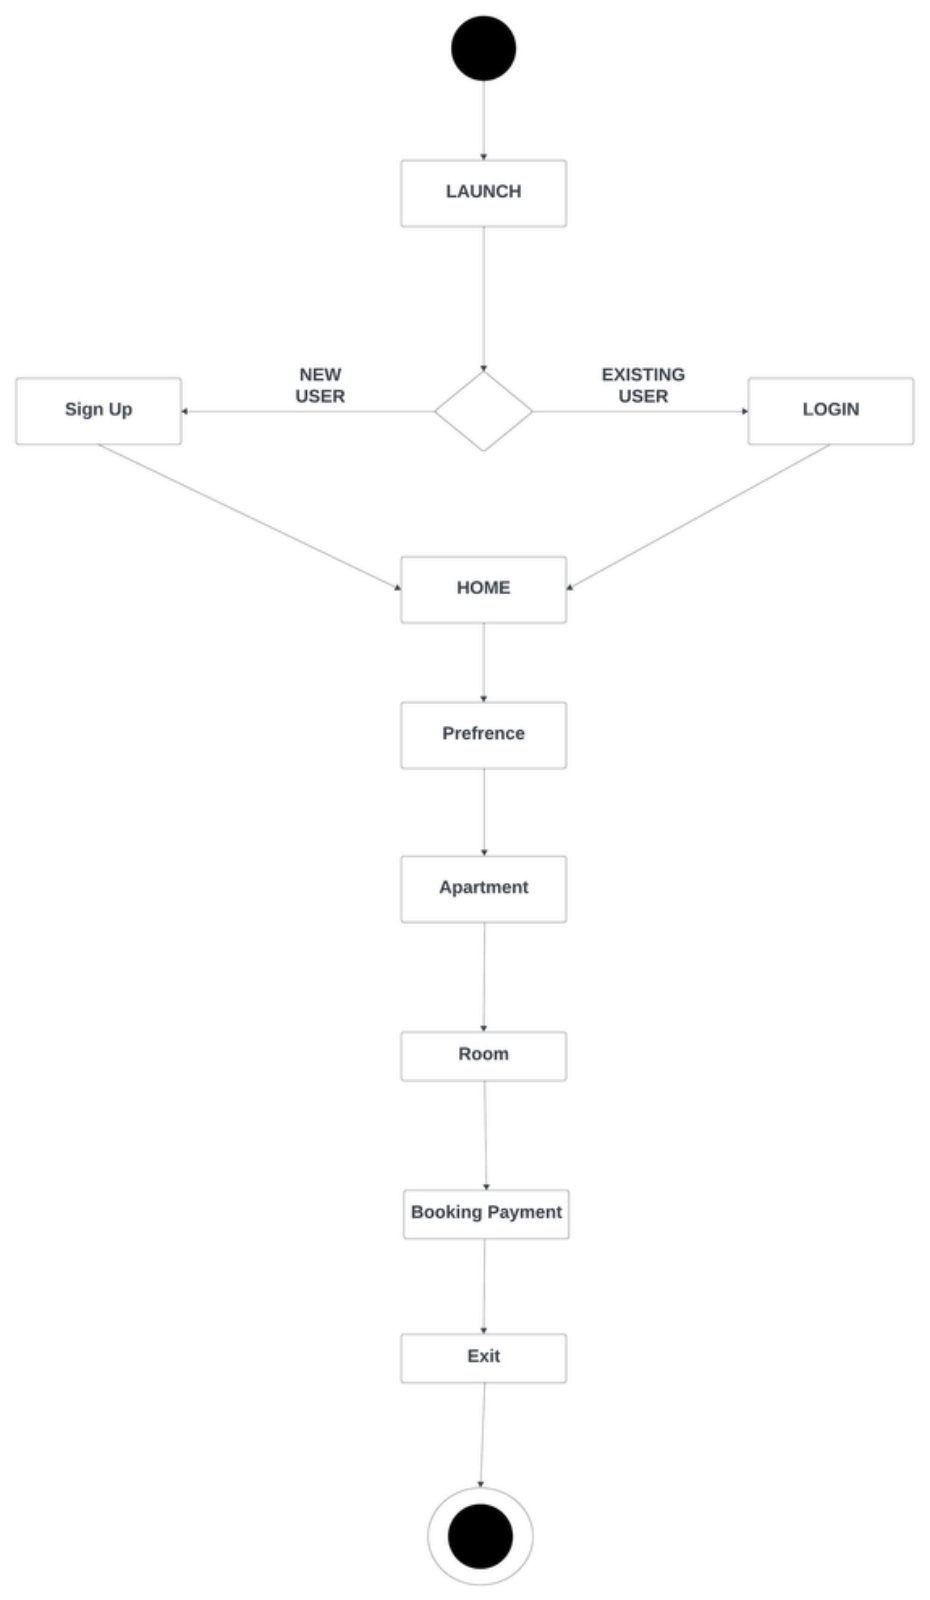 LAUNCH
NEW
USER
EXISTING
USER
Sign Up
LOGIN
HOME
Prefrence
Apartment
Room
Booking Payment
Exit